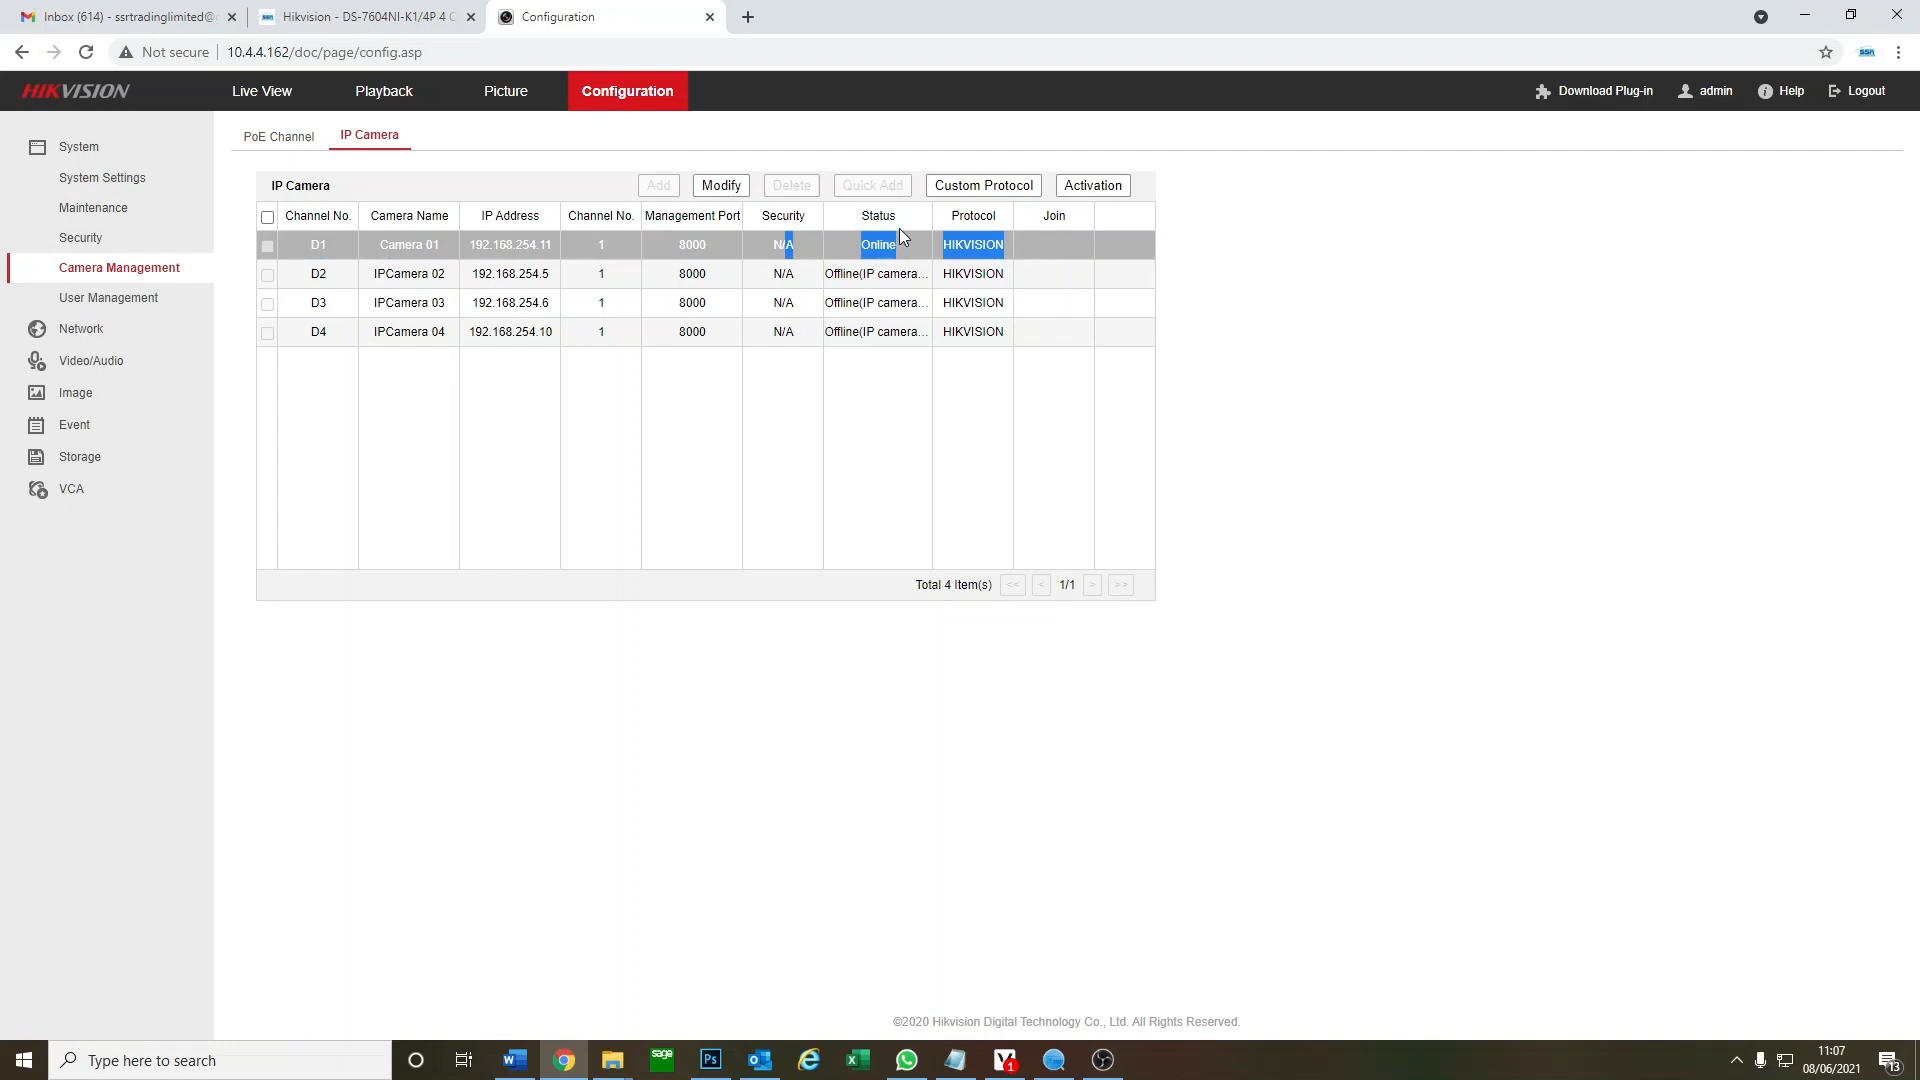 Inbox (614) - ssrtradinglimited@
Hikvision - DS-7604NI-K1/4P 4 C
Configuration
Not secure 10.4.4.162/doc/page/config.asp
SSR
HIKVISION Live View Playback Picture Configuration Download Plug-in admin Help Logout
System
System Settings
Maintenance
Security
Camera Management
User Management
Network
Video/Audio
Image
Event
Storage
VCA
PoE Channel IP Camera
IP Camera Add Modify Delete Quick Add Custom Protocol Activation
Channel No. Camera Name IP Address Channel No. Management Port Security Status Protocol Join
D1 Camera 01 192.168.254.11 1 8000 N/A Online HIKVISION
D2 IPCamera 02 192.168.254.5 1 8000 N/A Offline(IP camera... HIKVISION
D3 IPCamera 03 192.168.254.6 1 8000 N/A Offline(IP camera... HIKVISION
D4 IPCamera 04 192.168.254.10 1 8000 N/A Offline(IP camera... HIKVISION
Total 4 Item(s) << < 1/1 > >>
©2020 Hikvision Digital Technology Co., Ltd. All Rights Reserved.
Type here to search
sage
Ps
1
11:07
08/06/2021
13